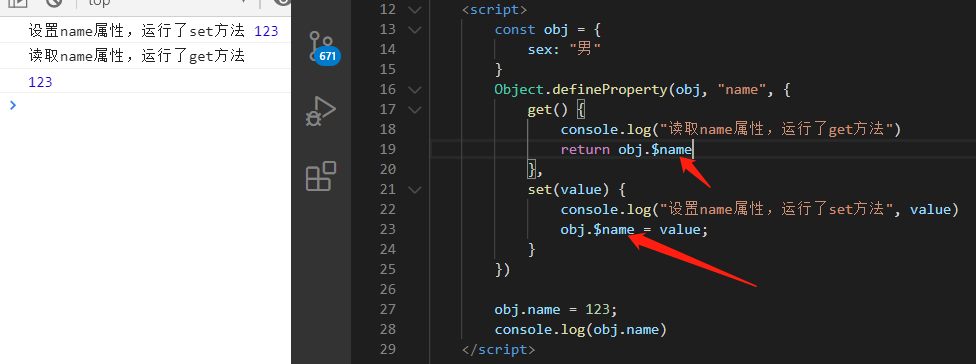 top
设置name属性，运行了set方法 123
读取name属性，运行了get方法
123
>
671
12 <script>
13 const obj = {
14 sex: "男"
15 }
16 Object.defineProperty(obj, "name", {
17 get() {
18 console.log("读取name属性，运行了get方法")
19 return obj.$name
20 },
21 set(value) {
22 console.log("设置name属性，运行了set方法", value)
23 obj.$name = value;
24 }
25 })
26
27 obj.name = 123;
28 console.log(obj.name)
29 </script>